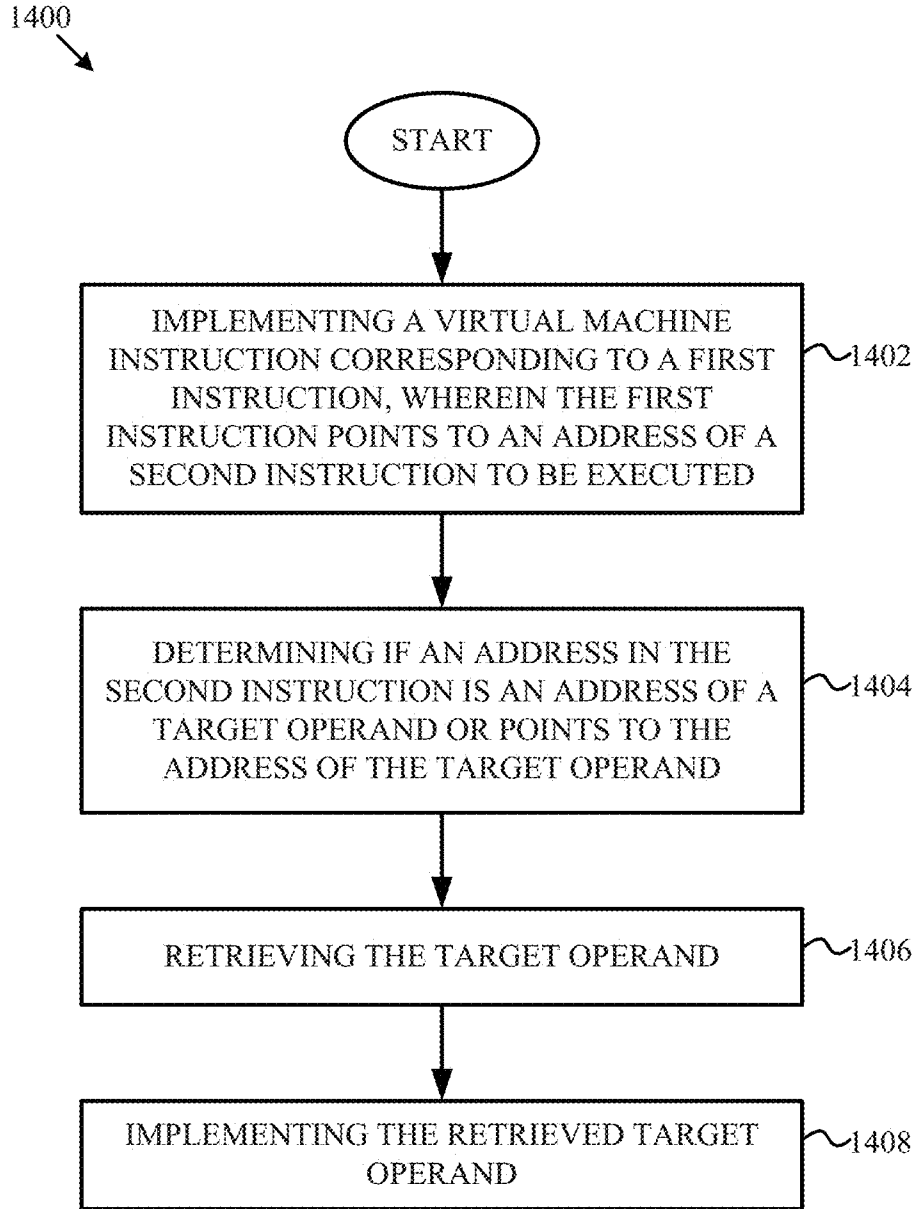 1400
START
IMPLEMENTING A VIRTUAL MACHINE
INSTRUCTION CORRESPONDING TO A FIRST
INSTRUCTION, WHEREIN THE FIRST
INSTRUCTION POINTS TO AN ADDRESS OF A
SECOND INSTRUCTION TO BE EXECUTED
1402
DETERMINING IF AN ADDRESS IN THE
SECOND INSTRUCTION IS AN ADDRESS OF A
TARGET OPERAND OR POINTS TO THE
ADDRESS OF THE TARGET OPERAND
1404
RETRIEVING THE TARGET OPERAND
1406
IMPLEMENTING THE RETRIEVED TARGET
OPERAND
1408